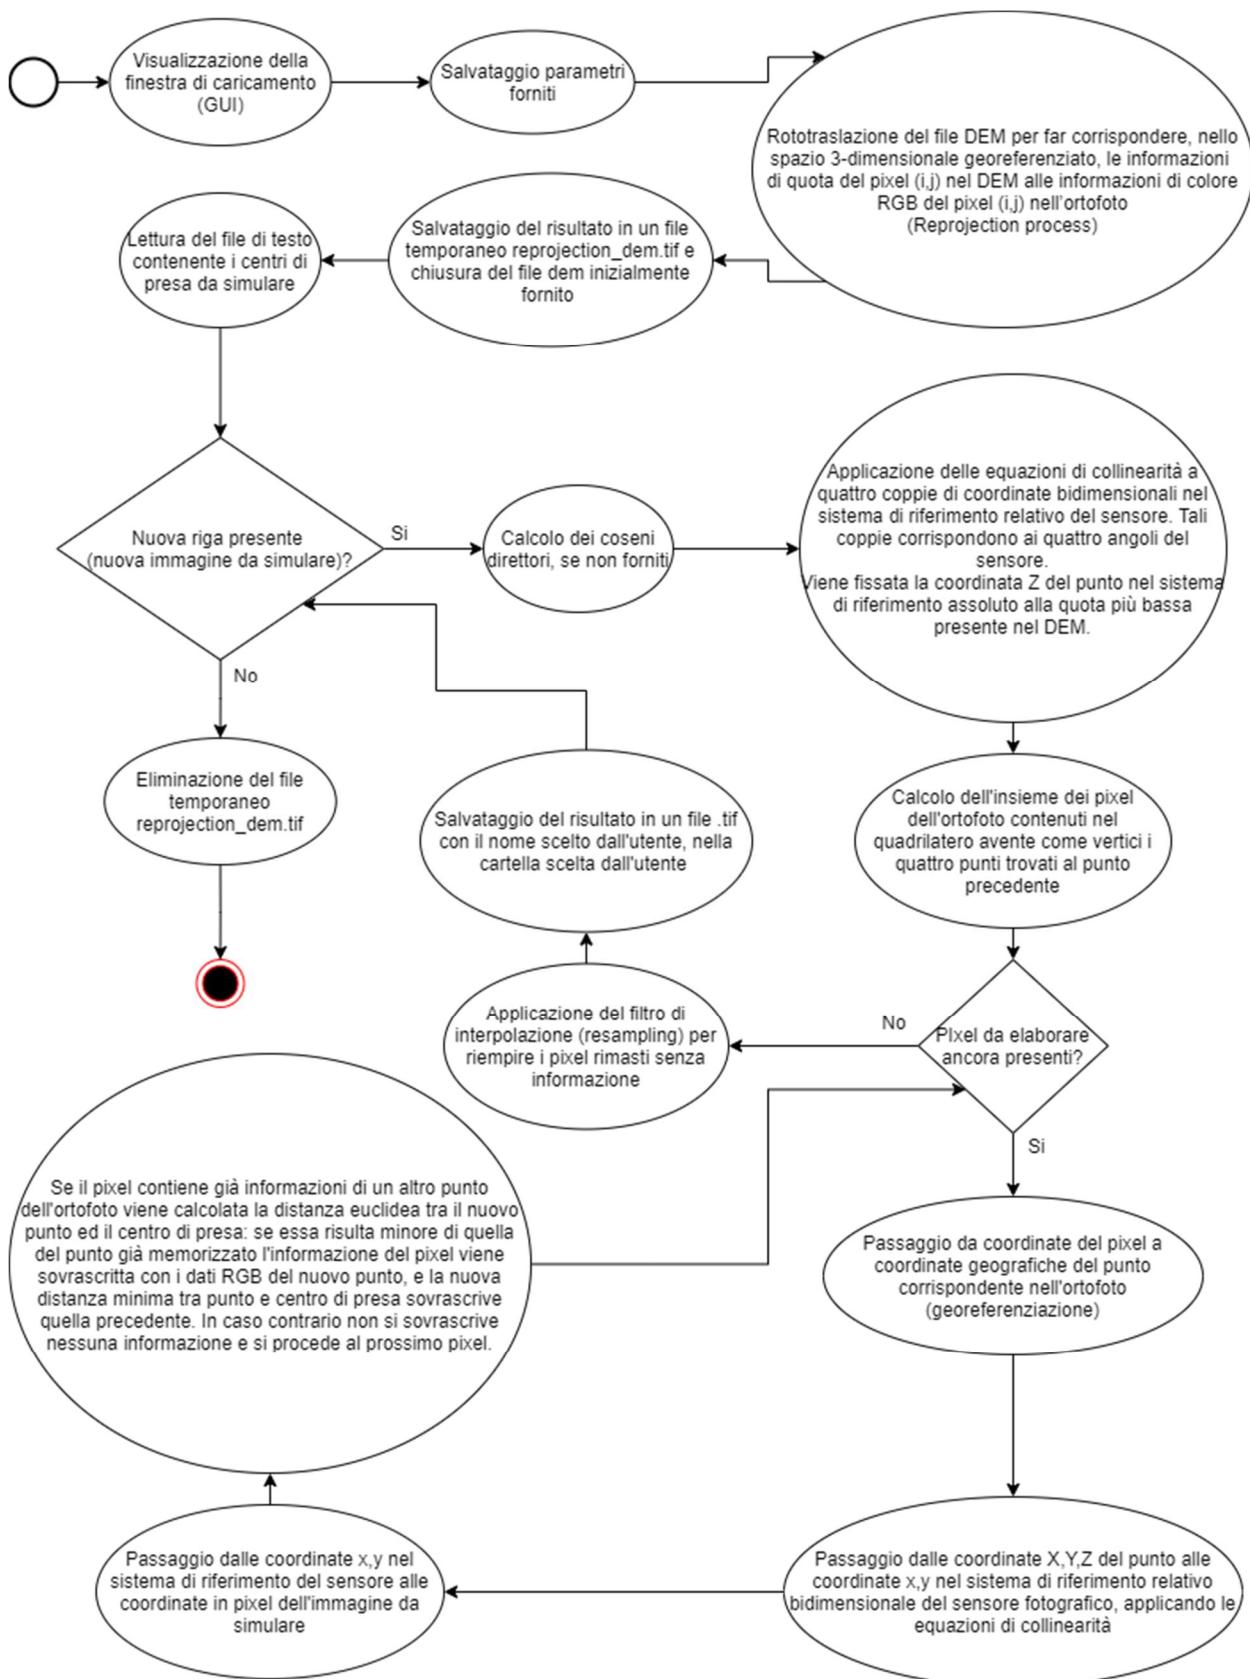 Visualizzazione della
finestra di caricamento
(GUI)
Salvataggio parametri
forniti
Rototraslazione del file DEM per far corrispondere, nello
spazio 3-dimensionale georeferenziato, le informazioni
di quota del pixel (i,j) nel DEM alle informazioni di colore
RGB del pixel (i,j) nell'ortofoto
(Reprojection process)
Salvataggio del risultato in un file
temporaneo reprojection_dem.tif e
chiusura del file dem inizialmente
fornito
Lettura del file di testo
contenente i centri di
presa da simulare
Nuova riga presente
(nuova immagine da simulare)?
Si
Calcolo dei coseni
direttori, se non forniti
Applicazione delle equazioni di collinearità a
quattro coppie di coordinate bidimensionali nel
sistema di riferimento relativo del sensore. Tali
coppie corrispondono ai quattro angoli del
sensore.
Viene fissata la coordinata Z del punto nel sistema
di riferimento assoluto alla quota più bassa
presente nel DEM.
No
Eliminazione del file
temporaneo
reprojection_dem.tif
Salvataggio del risultato in un file .tif
con il nome scelto dall'utente, nella
cartella scelta dall'utente
Calcolo dell'insieme dei pixel
dell'ortofoto contenuti nel
quadrilatero avente come vertici i
quattro punti trovati al punto
precedente
Applicazione del filtro di
interpolazione (resampling) per
riempire i pixel rimasti senza
informazione
No
PIxel da elaborare
ancora presenti?
Si
Se il pixel contiene già informazioni di un altro punto
dell'ortofoto viene calcolata la distanza euclidea tra il nuovo
punto ed il centro di presa: se essa risulta minore di quella
del punto già memorizzato l'informazione del pixel viene
sovrascritta con i dati RGB del nuovo punto, e la nuova
distanza minima tra punto e centro di presa sovrascrive
quella precedente. In caso contrario non si sovrascrive
nessuna informazione e si procede al prossimo pixel.
Passaggio da coordinate del pixel a
coordinate geografiche del punto
corrispondente nell'ortofoto
(georeferenziazione)
Passaggio dalle coordinate x,y nel
sistema di riferimento del sensore alle
coordinate in pixel dell'immagine da
simulare
Passaggio dalle coordinate X,Y,Z del punto alle
coordinate x,y nel sistema di riferimento relativo
bidimensionale del sensore fotografico, applicando le
equazioni di collinearità